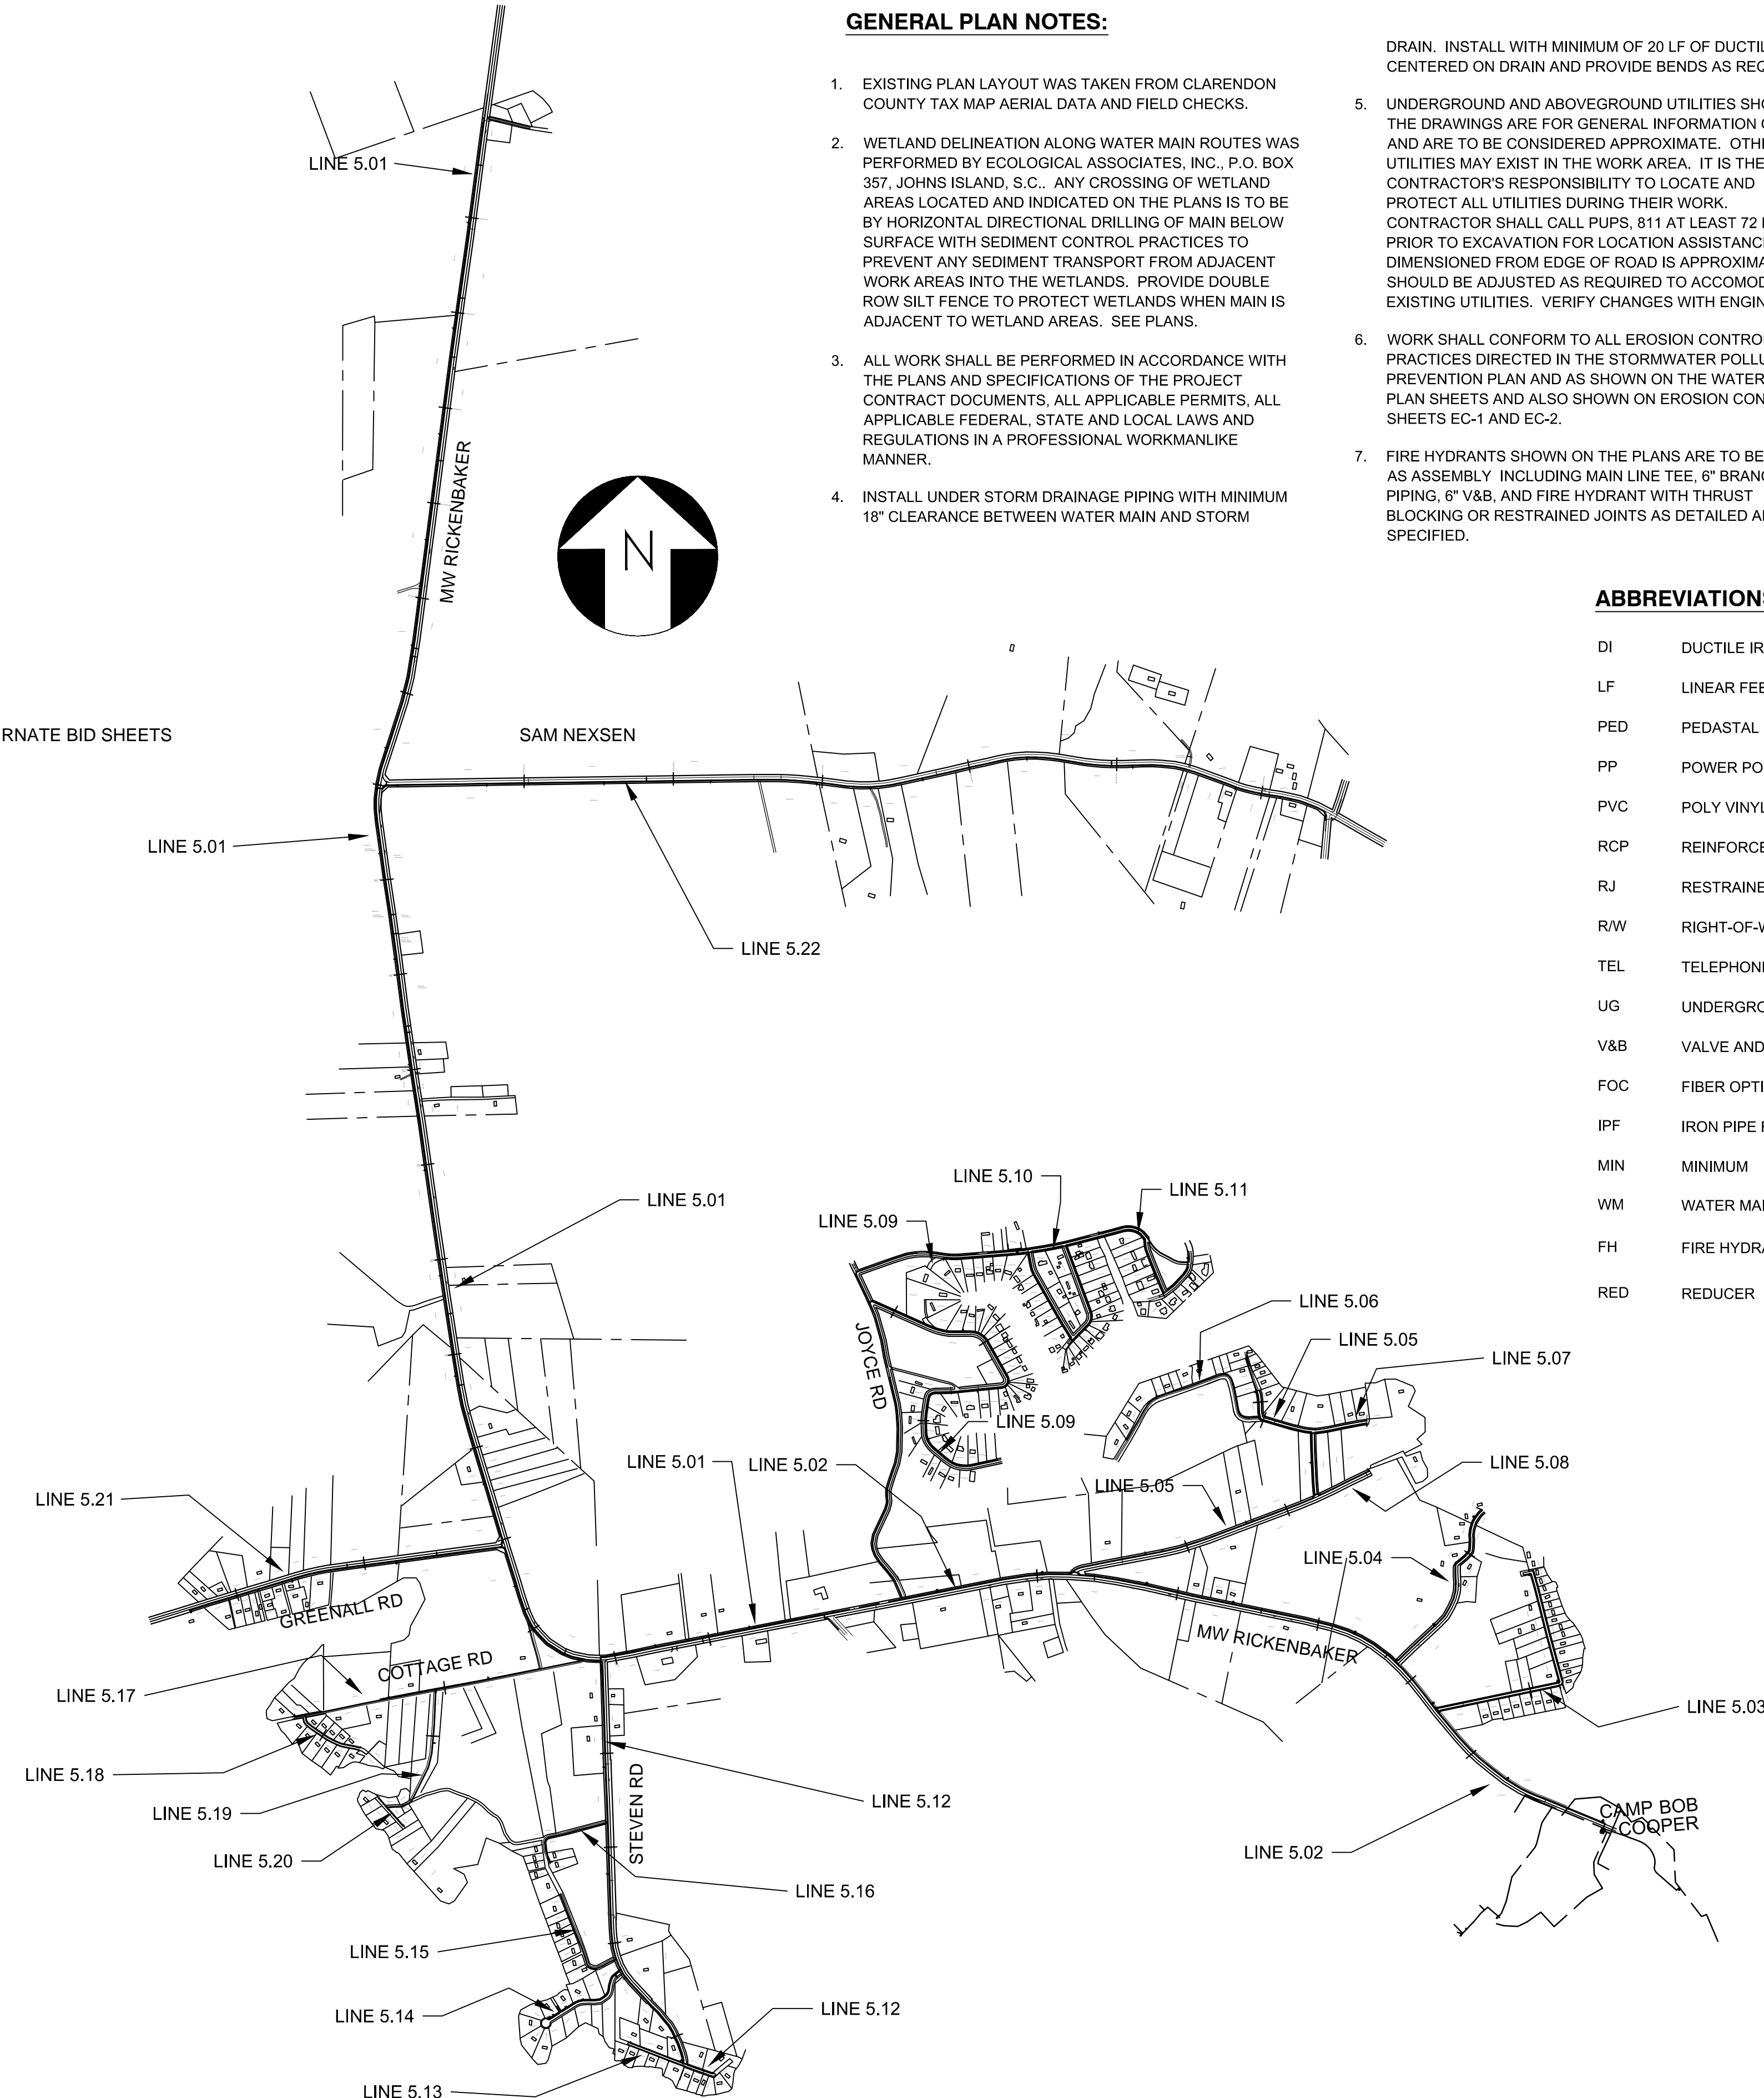 GENERAL PLAN NOTES:
1. EXISTING PLAN LAYOUT WAS TAKEN FROM CLARENDON
COUNTY TAX MAP AERIAL DATA AND FIELD CHECKS.
2. WETLAND DELINEATION ALONG WATER MAIN ROUTES WAS
PERFORMED BY ECOLOGICAL ASSOCIATES, INC., P.O. BOX
357, JOHNS ISLAND, S.C.. ANY CROSSING OF WETLAND
AREAS LOCATED AND INDICATED ON THE PLANS IS TO BE
BY HORIZONTAL DIRECTIONAL DRILLING OF MAIN BELOW
SURFACE WITH SEDIMENT CONTROL PRACTICES TO
PREVENT ANY SEDIMENT TRANSPORT FROM ADJACENT
WORK AREAS INTO THE WETLANDS. PROVIDE DOUBLE
ROW SILT FENCE TO PROTECT WETLANDS WHEN MAIN IS
ADJACENT TO WETLAND AREAS. SEE PLANS.
3. ALL WORK SHALL BE PERFORMED IN ACCORDANCE WITH
THE PLANS AND SPECIFICATIONS OF THE PROJECT
CONTRACT DOCUMENTS, ALL APPLICABLE PERMITS, ALL
APPLICABLE FEDERAL, STATE AND LOCAL LAWS AND
REGULATIONS IN A PROFESSIONAL WORKMANLIKE
MANNER.
4. INSTALL UNDER STORM DRAINAGE PIPING WITH MINIMUM
18" CLEARANCE BETWEEN WATER MAIN AND STORM
DRAIN. INSTALL WITH MINIMUM OF 20 LF OF DUCTIL
CENTERED ON DRAIN AND PROVIDE BENDS AS REQ
5. UNDERGROUND AND ABOVEGROUND UTILITIES SHO
THE DRAWINGS ARE FOR GENERAL INFORMATION O
AND ARE TO BE CONSIDERED APPROXIMATE. OTHE
UTILITIES MAY EXIST IN THE WORK AREA. IT IS THE
CONTRACTOR'S RESPONSIBILITY TO LOCATE AND
PROTECT ALL UTILITIES DURING THEIR WORK.
CONTRACTOR SHALL CALL PUPS, 811 AT LEAST 72
PRIOR TO EXCAVATION FOR LOCATION ASSISTANC
DIMENSIONED FROM EDGE OF ROAD IS APPROXIMA
SHOULD BE ADJUSTED AS REQUIRED TO ACCOMOD
EXISTING UTILITIES. VERIFY CHANGES WITH ENGIN
6. WORK SHALL CONFORM TO ALL EROSION CONTRO
PRACTICES DIRECTED IN THE STORMWATER POLLU
PREVENTION PLAN AND AS SHOWN ON THE WATER
PLAN SHEETS AND ALSO SHOWN ON EROSION CON
SHEETS EC-1 AND EC-2.
7. FIRE HYDRANTS SHOWN ON THE PLANS ARE TO BE
AS ASSEMBLY INCLUDING MAIN LINE TEE, 6" BRANC
PIPING, 6" V&B, AND FIRE HYDRANT WITH THRUST
BLOCKING OR RESTRAINED JOINTS AS DETAILED A
SPECIFIED.
ABBREVIATIONS
DI DUCTILE IR
LF LINEAR FEE
PED PEDASTAL
PP POWER PO
PVC POLY VINYL
RCP REINFORCE
RJ RESTRAINE
R/W RIGHT-OF-W
TEL TELEPHON
UG UNDERGRO
V&B VALVE AND
FOC FIBER OPTI
IPF IRON PIPE
MIN MINIMUM
WM WATER MA
FH FIRE HYDRA
RED REDUCER
LINE 5.01
MW RICKENBAKER
N
RNATE BID SHEETS
SAM NEXSEN
LINE 5.01
LINE 5.22
LINE 5.01
LINE 5.10
LINE 5.11
LINE 5.09
JOYCE RD
LINE 5.06
LINE 5.05
LINE 5.07
LINE 5.09
LINE 5.01
LINE 5.02
LINE 5.05
LINE 5.08
LINE 5.21
LINE 5.04
GREENALL RD
COTTAGE RD
MW RICKENBAKER
LINE 5.17
LINE 5.03
LINE 5.18
LINE 5.19
LINE 5.12
STEVEN RD
CAMP BOB
COOPER
LINE 5.20
LINE 5.02
LINE 5.16
LINE 5.15
LINE 5.14
LINE 5.12
LINE 5.13